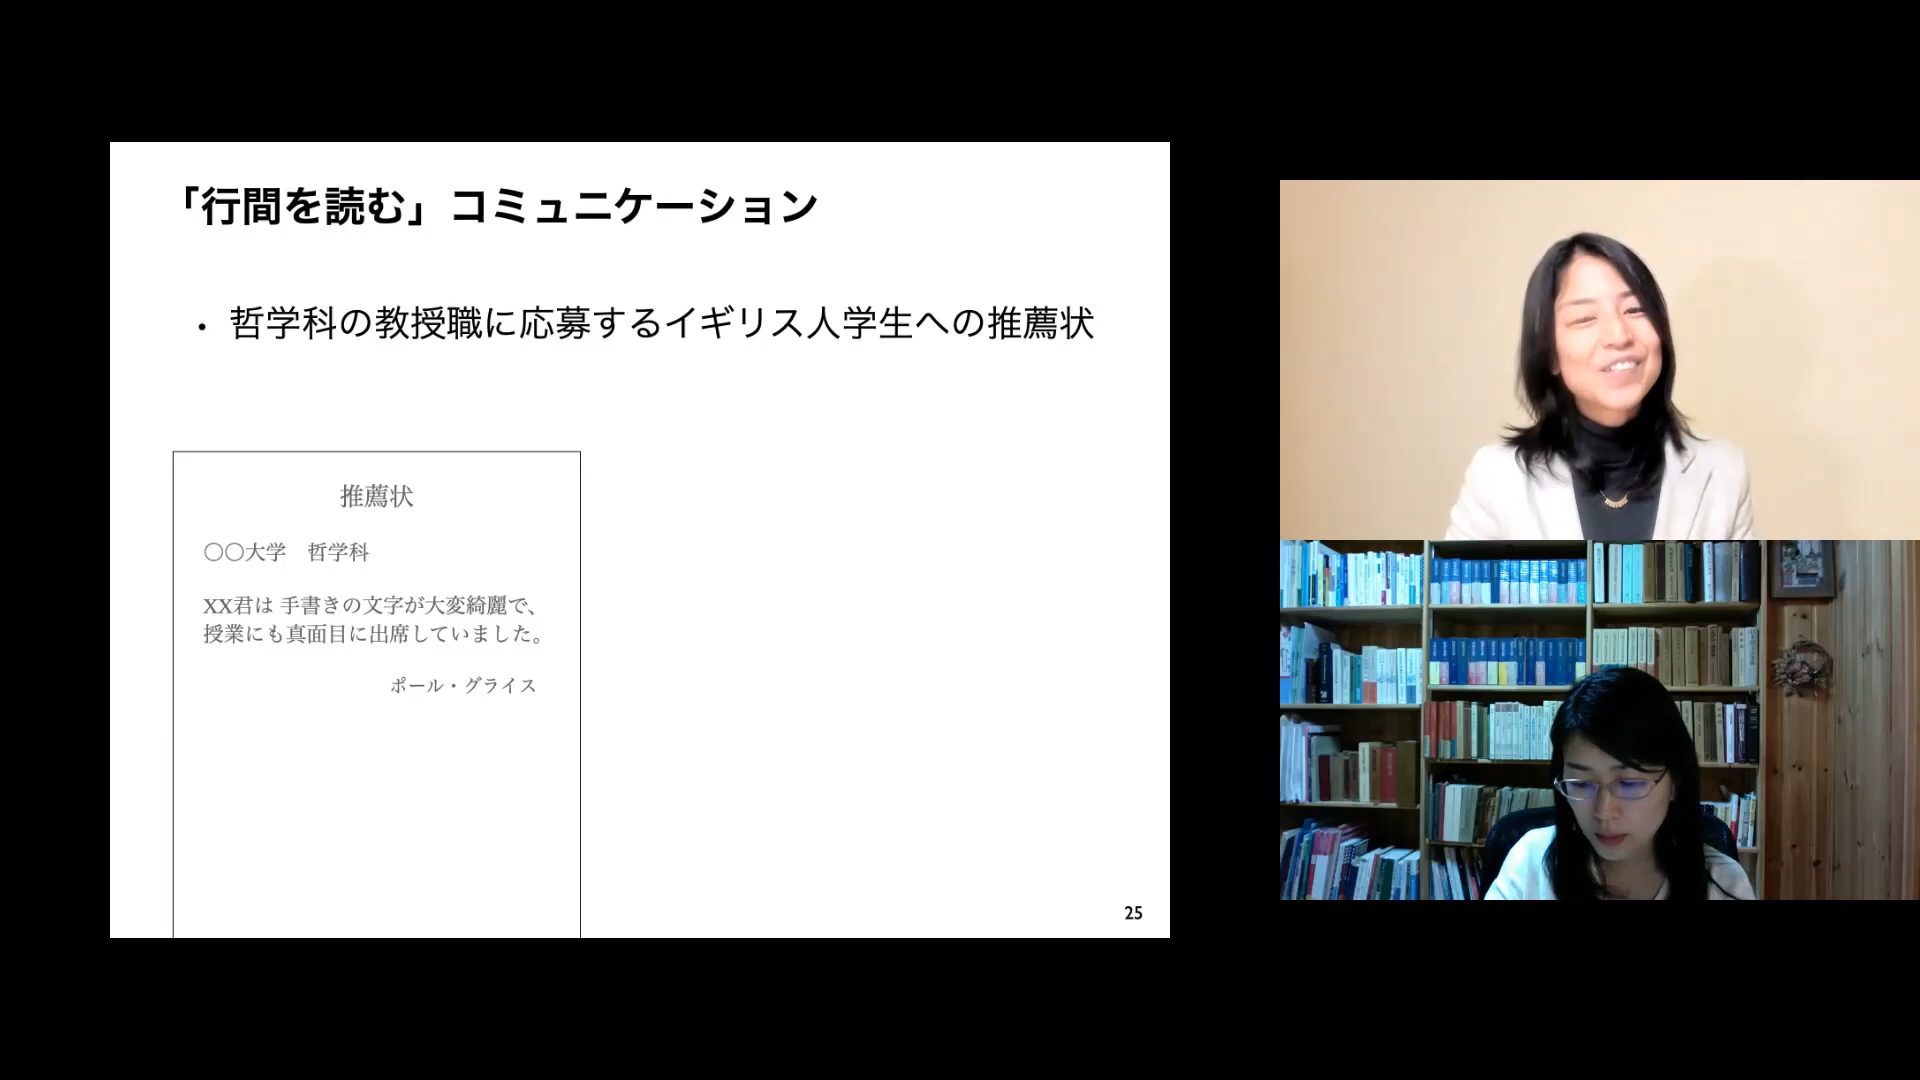 「行間を読む」コミュニケーション
• 哲学科の教授職に応募するイギリス人学生への推薦状
推薦状
〇〇大学　哲学科
XX君は 手書きの文字が大変綺麗で、
授業にも真面目に出席していました。
ポール・グライス
25